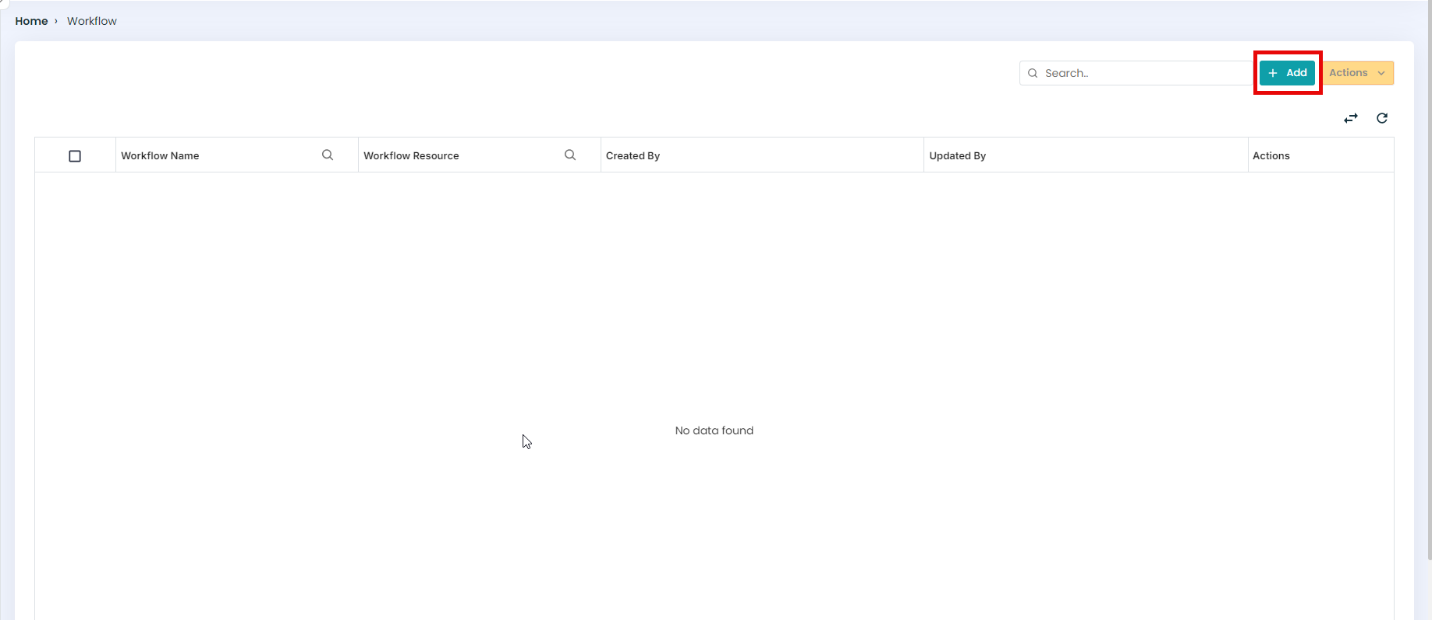 Home › Workflow
Search..
+ Add
Actions
Workflow Name
Workflow Resource
Created By
Updated By
Actions
No data found